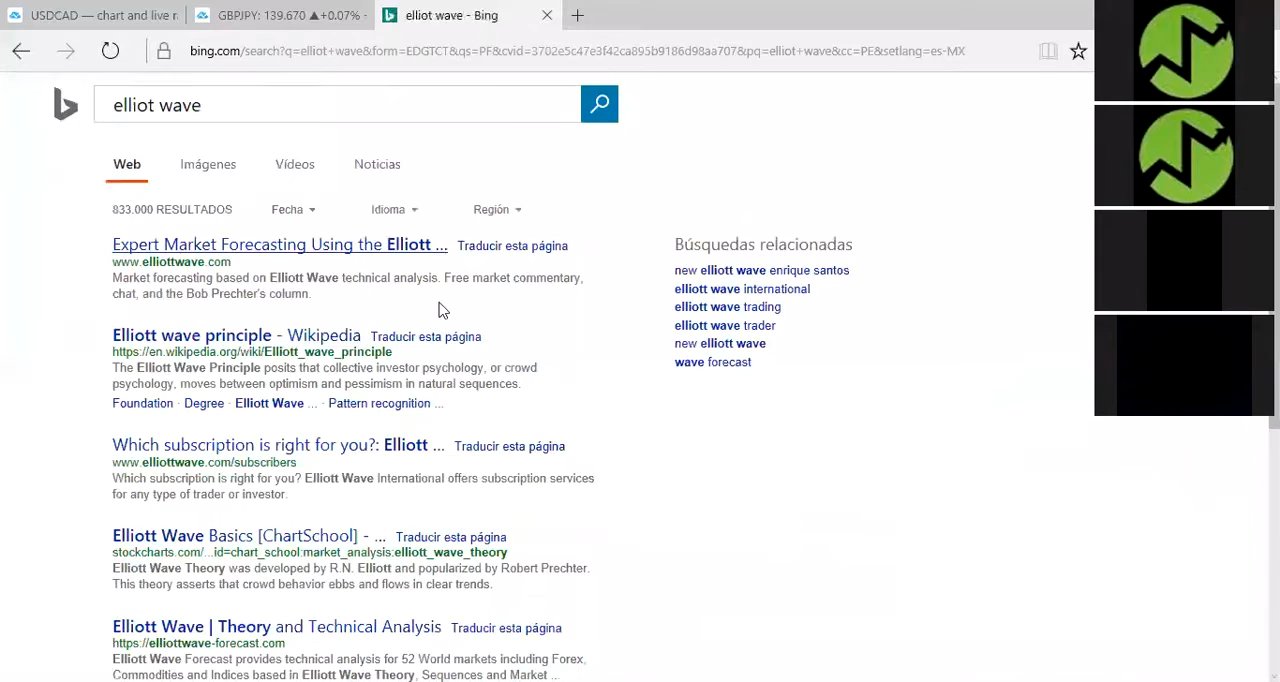 USDCAD — chart and live r
GBPJPY: 139.670 ▲+0.07% -
elliot wave - Bing
bing.com/search?q=elliot+wave&form=EDGTCT&qs=PF&cvid=3702e5c47e3f42ca895b9186d98aa707&pq=elliot+wave&cc=PE&setlang=es-MX
elliot wave
Web Imágenes Vídeos Noticias
833.000 RESULTADOS Fecha Idioma Región
Expert Market Forecasting Using the Elliott ... Traducir esta página
www.elliottwave.com
Market forecasting based on Elliott Wave technical analysis. Free market commentary,
chat, and the Bob Prechter's column.
Elliott wave principle - Wikipedia Traducir esta página
https://en.wikipedia.org/wiki/Elliott_wave_principle
The Elliott Wave Principle posits that collective investor psychology, or crowd
psychology, moves between optimism and pessimism in natural sequences.
Foundation · Degree · Elliott Wave ... · Pattern recognition ...
Which subscription is right for you?: Elliott ... Traducir esta página
www.elliottwave.com/subscribers
Which subscription is right for you? Elliott Wave International offers subscription services
for any type of trader or investor.
Elliott Wave Basics [ChartSchool] - ... Traducir esta página
stockcharts.com/...id=chart_school:market_analysis:elliott_wave_theory
Elliott Wave Theory was developed by R.N. Elliott and popularized by Robert Prechter.
This theory asserts that crowd behavior ebbs and flows in clear trends.
Elliott Wave | Theory and Technical Analysis Traducir esta página
https://elliottwave-forecast.com
Elliott Wave Forecast provides technical analysis for 52 World markets including Forex,
Commodities and Indices based in Elliott Wave Theory, Sequences and Market ...
Búsquedas relacionadas
new elliott wave enrique santos
elliott wave international
elliott wave trading
elliott wave trader
new elliott wave
wave forecast